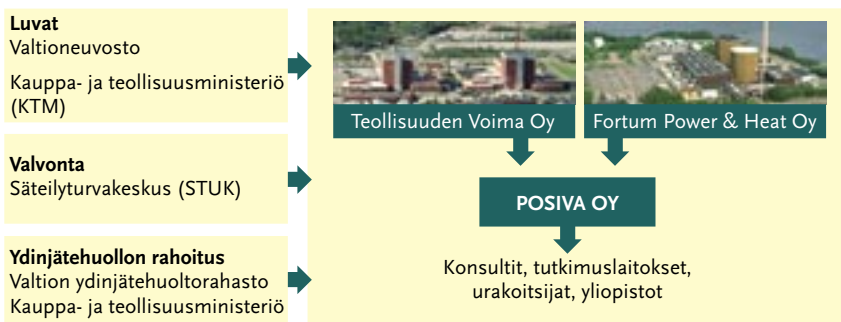 Luvat
Valtioneuvosto
Kauppa- ja teollisuusministeriö
(KTM)
Valvonta
Säteilyturvakeskus (STUK)
Ydinjätehuollon rahoitus
Valtion ydinjätehuoltorahasto
Kauppa- ja teollisuusministeriö
Teollisuuden Voima Oy
Fortum Power & Heat Oy
POSIVA OY
Konsultit, tutkimuslaitokset,
urakoitsijat, yliopistot